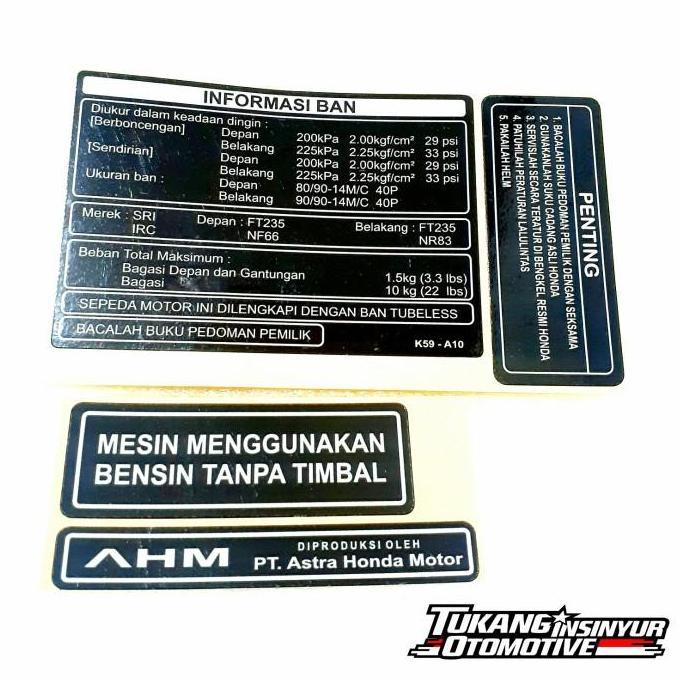 INFORMASI BAN
Diukur dalam keadaan dingin :
[Berboncengan] Depan 200kPa 2.00kgf/cm² 29 psi
Belakang 225kPa 2.25kgf/cm² 33 psi
[Sendirian] Depan 200kPa 2.00kgf/cm² 29 psi
Belakang 225kPa 2.25kgf/cm² 33 psi
Ukuran ban : Depan 80/90-14M/C 40P
Belakang 90/90-14M/C 40P
Merek : SRI Depan : FT235 Belakang : FT235
IRC NF66 NR83
Beban Total Maksimum :
Bagasi Depan dan Gantungan 1.5kg (3.3 lbs)
Bagasi 10 kg (22 lbs)
SEPEDA MOTOR INI DILENGKAPI DENGAN BAN TUBELESS
BACALAH BUKU PEDOMAN PEMILIK
K59 - A10
PENTING
1. BACALAH BUKU PEDOMAN PEMILIK DENGAN SEKSAMA
2. GUNAKANLAH SUKU CADANG ASLI HONDA
3. SERVISLAH SECARA TERATUR DI BENGKEL RESMI HONDA
4. PATUHILAH PERATURAN LALULINTAS
5. PAKAILAH HELM
MESIN MENGGUNAKAN
BENSIN TANPA TIMBAL
AHM
DIPRODUKSI OLEH
PT. Astra Honda Motor
TUKANG INSINYUR
OTOMOTIVE